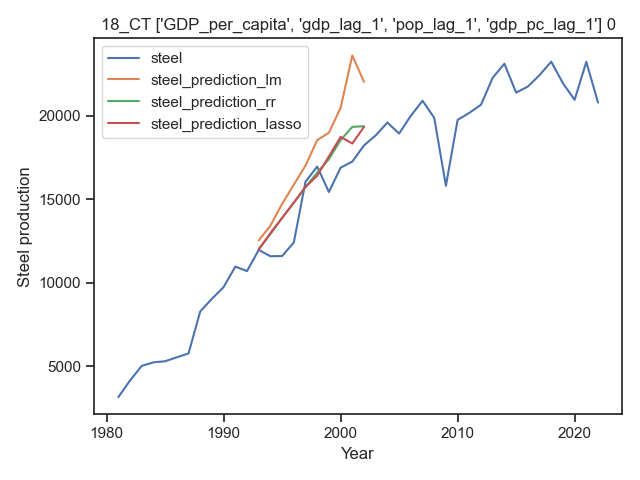 18_CT ['GDP_per_capita', 'gdp_lag_1', 'pop_lag_1', 'gdp_pc_lag_1'] 0
steel
steel_prediction_lm
steel_prediction_rr
steel_prediction_lasso
Steel production
20000
15000
10000
5000
1980 1990 2000 2010 2020
Year